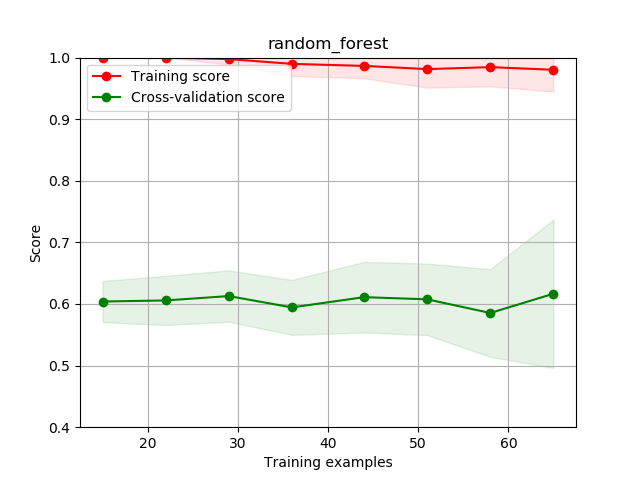 random_forest
1.0
Training score
Cross-validation score
0.9
0.8
0.7
Score
0.6
0.5
0.4
20 30 40 50 60
Training examples